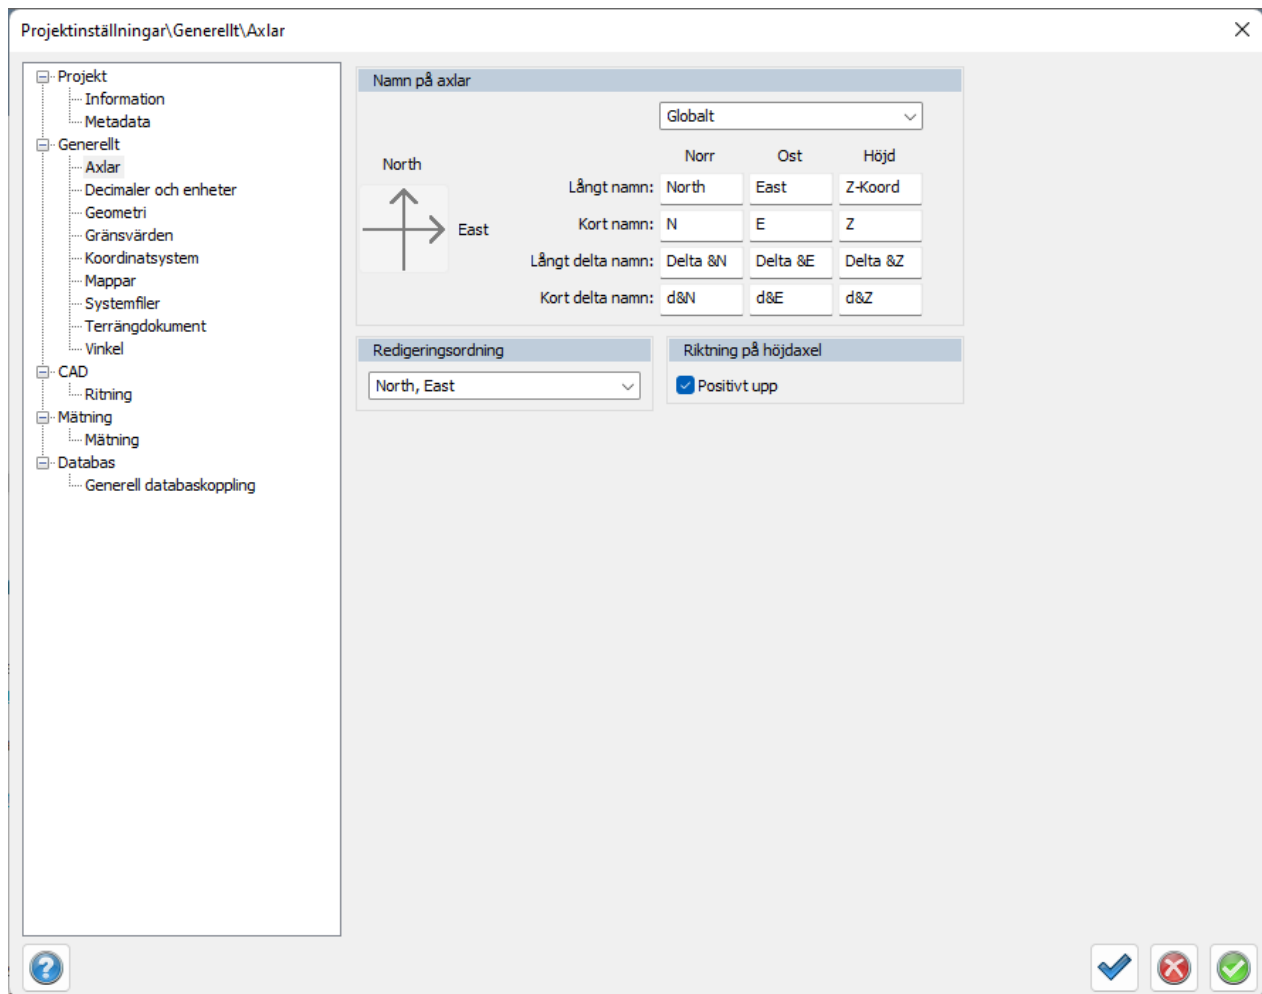 Projektinställningar\Generellt\Axlar
Projekt
Information
Metadata
Generellt
Axlar
Decimaler och enheter
Geometri
Gränsvärden
Koordinatsystem
Mappar
Systemfiler
Terrängdokument
Vinkel
CAD
Ritning
Mätning
Mätning
Databas
Generell databaskoppling
Namn på axlar
Globalt
North
East
Norr Ost Höjd
Långt namn: North East Z-Koord
Kort namn: N E Z
Långt delta namn: Delta &N Delta &E Delta &Z
Kort delta namn: d&N d&E d&Z
Redigeringsordning
North, East
Riktning på höjdaxel
Positivt upp